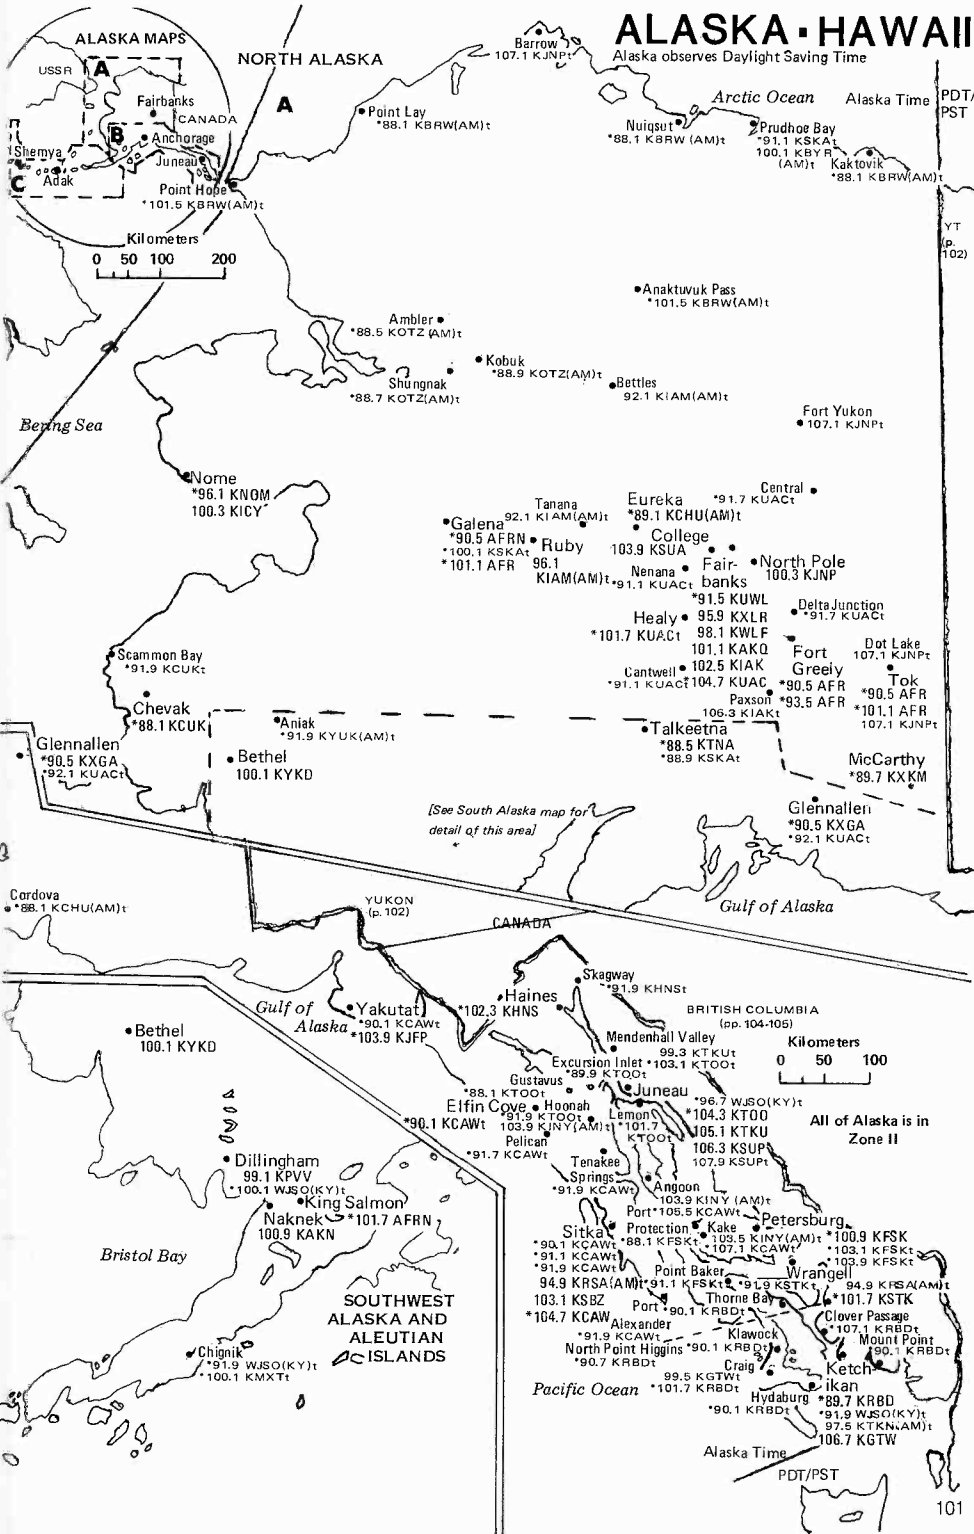 ALASKA▪HAWAII
Alaska observes Daylight Saving Time
ALASKA MAPS
USSR
A
Fairbanks
CANADA
B
Anchorage
Shemya
Juneau
C
Adak
NORTH ALASKA
A
Barrow
107.1 KJNPt
Point Lay
*88.1 KBRW(AM)t
Arctic Ocean
Alaska Time
PDT/
PST
Nuiqsut
*88.1 KBRW (AM)t
Prudhoe Bay
*91.1 KSKAt
100.1 KBYR
(AM)t
Kaktovik
*88.1 KBRW(AM)t
Point Hope
*101.5 KBRW(AM)t
YT
(p.
102)
Kilometers
0 50 100 200
Anaktuvuk Pass
*101.5 KBRW(AM)t
Ambler
*88.5 KOTZ (AM)t
Kobuk
*88.9 KOTZ(AM)t
Shungnak
*88.7 KOTZ(AM)t
Bettles
92.1 KIAM(AM)t
Fort Yukon
107.1 KJNPt
Bering Sea
Nome
*96.1 KNOM
100.3 KICY
Central
*91.7 KUACt
Tanana
92.1 KIAM(AM)t
Eureka
*89.1 KCHU(AM)t
Galena
*90.5 AFRN
*100.1 KSKAt
*101.1 AFR
Ruby
96.1
KIAM(AM)t
College
103.9 KSUA
Nenana
*91.1 KUACt
Fair-
banks
*91.5 KUWL
95.9 KXLR
98.1 KWLF
101.1 KAKQ
102.5 KIAK
*104.7 KUAC
North Pole
100.3 KJNP
Delta Junction
*91.7 KUACt
Healy
*101.7 KUACt
Fort
Greely
*90.5 AFR
*93.5 AFR
Dot Lake
107.1 KJNPt
Tok
*90.5 AFR
*101.1 AFR
107.1 KJNPt
Cantwell
*91.1 KUACt
Paxson
106.3 KIAKt
Scammon Bay
*91.9 KCUKt
Chevak
*88.1 KCUK
Aniak
*91.9 KYUK(AM)t
Talkeetna
*88.5 KTNA
*88.9 KSKAt
Glennallen
*90.5 KXGA
*92.1 KUACt
Bethel
100.1 KYKD
McCarthy
*89.7 KXKM
Glennallen
*90.5 KXGA
*92.1 KUACt
[See South Alaska map for
detail of this area]
Gulf of Alaska
Cordova
*88.1 KCHU(AM)t
YUKON
(p.102)
CANADA
Skagway
*91.9 KHNSt
Gulf of
Alaska
Yakutat
*90.1 KCAWt
*103.9 KJFP
Haines
*102.3 KHNS
BRITISH COLUMBIA
(pp. 104-105)
Kilometers
0 50 100
Bethel
100.1 KYKD
Mendenhall Valley
99.3 KTKUt
*103.1 KTOOt
Excursion Inlet
*89.9 KTOOt
Gustavus
*88.1 KTOOt
Juneau
*96.7 WJSO(KY)t
*104.3 KTOO
105.1 KTKU
106.3 KSUP
107.9 KSUPt
Elfin Cove
*90.1 KCAWt
Hoonah
*91.9 KTOOt
103.9 KJNY(AM)t
Lemon
*101.7
KTOOt
All of Alaska is in
Zone II
Pelican
*91.7 KCAWt
Tenakee
Springs
*91.9 KCAWt
Angoon
103.9 KINY (AM)t
*105.5 KCAWt
Dillingham
99.1 KPVV
*100.1 WJSO(KY)t
King Salmon
*101.7 AFRN
Naknek
100.9 KAKN
Bristol Bay
Sitka
*90.1 KCAWt
*91.1 KCAWt
*91.9 KCAWt
94.9 KRSA(AM)t
103.1 KSBZ
*104.7 KCAW
Port
Protection
*88.1 KFSKt
Kake
103.5 KINY(AM)t
*107.1 KCAWt
Petersburg
*100.9 KFSK
*103.1 KFSKt
*103.9 KFSKt
Point Baker
*91.1 KFSKt
Wrangell
*91.9 KSTKt
94.9 KRSA(AM)t
*101.7 KSTK
Thorne Bay
*90.1 KRBDt
Port
Alexander
*91.9 KCAWt
Clover Passage
*107.1 KRBDt
Mount Point
*90.1 KRBDt
Klawock
*90.1 KRBDt
North Point Higgins
*90.7 KRBDt
Craig
99.5 KGTWt
*101.7 KRBDt
Hydaburg
*90.1 KRBDt
Ketch-
ikan
*89.7 KRBD
*91.9 WJSO(KY)t
97.5 KTKN(AM)t
106.7 KGTW
SOUTHWEST
ALASKA AND
ALEUTIAN
ISLANDS
Chignik
*91.9 WJSO(KY)t
*100.1 KMXTt
Pacific Ocean
Alaska Time
PDT/PST
101